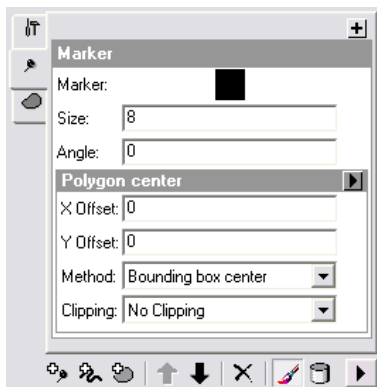 Marker
Marker:
Size: 8
Angle: 0
Polygon center
X Offset: 0
Y Offset: 0
Method: Bounding box center
Clipping: No Clipping